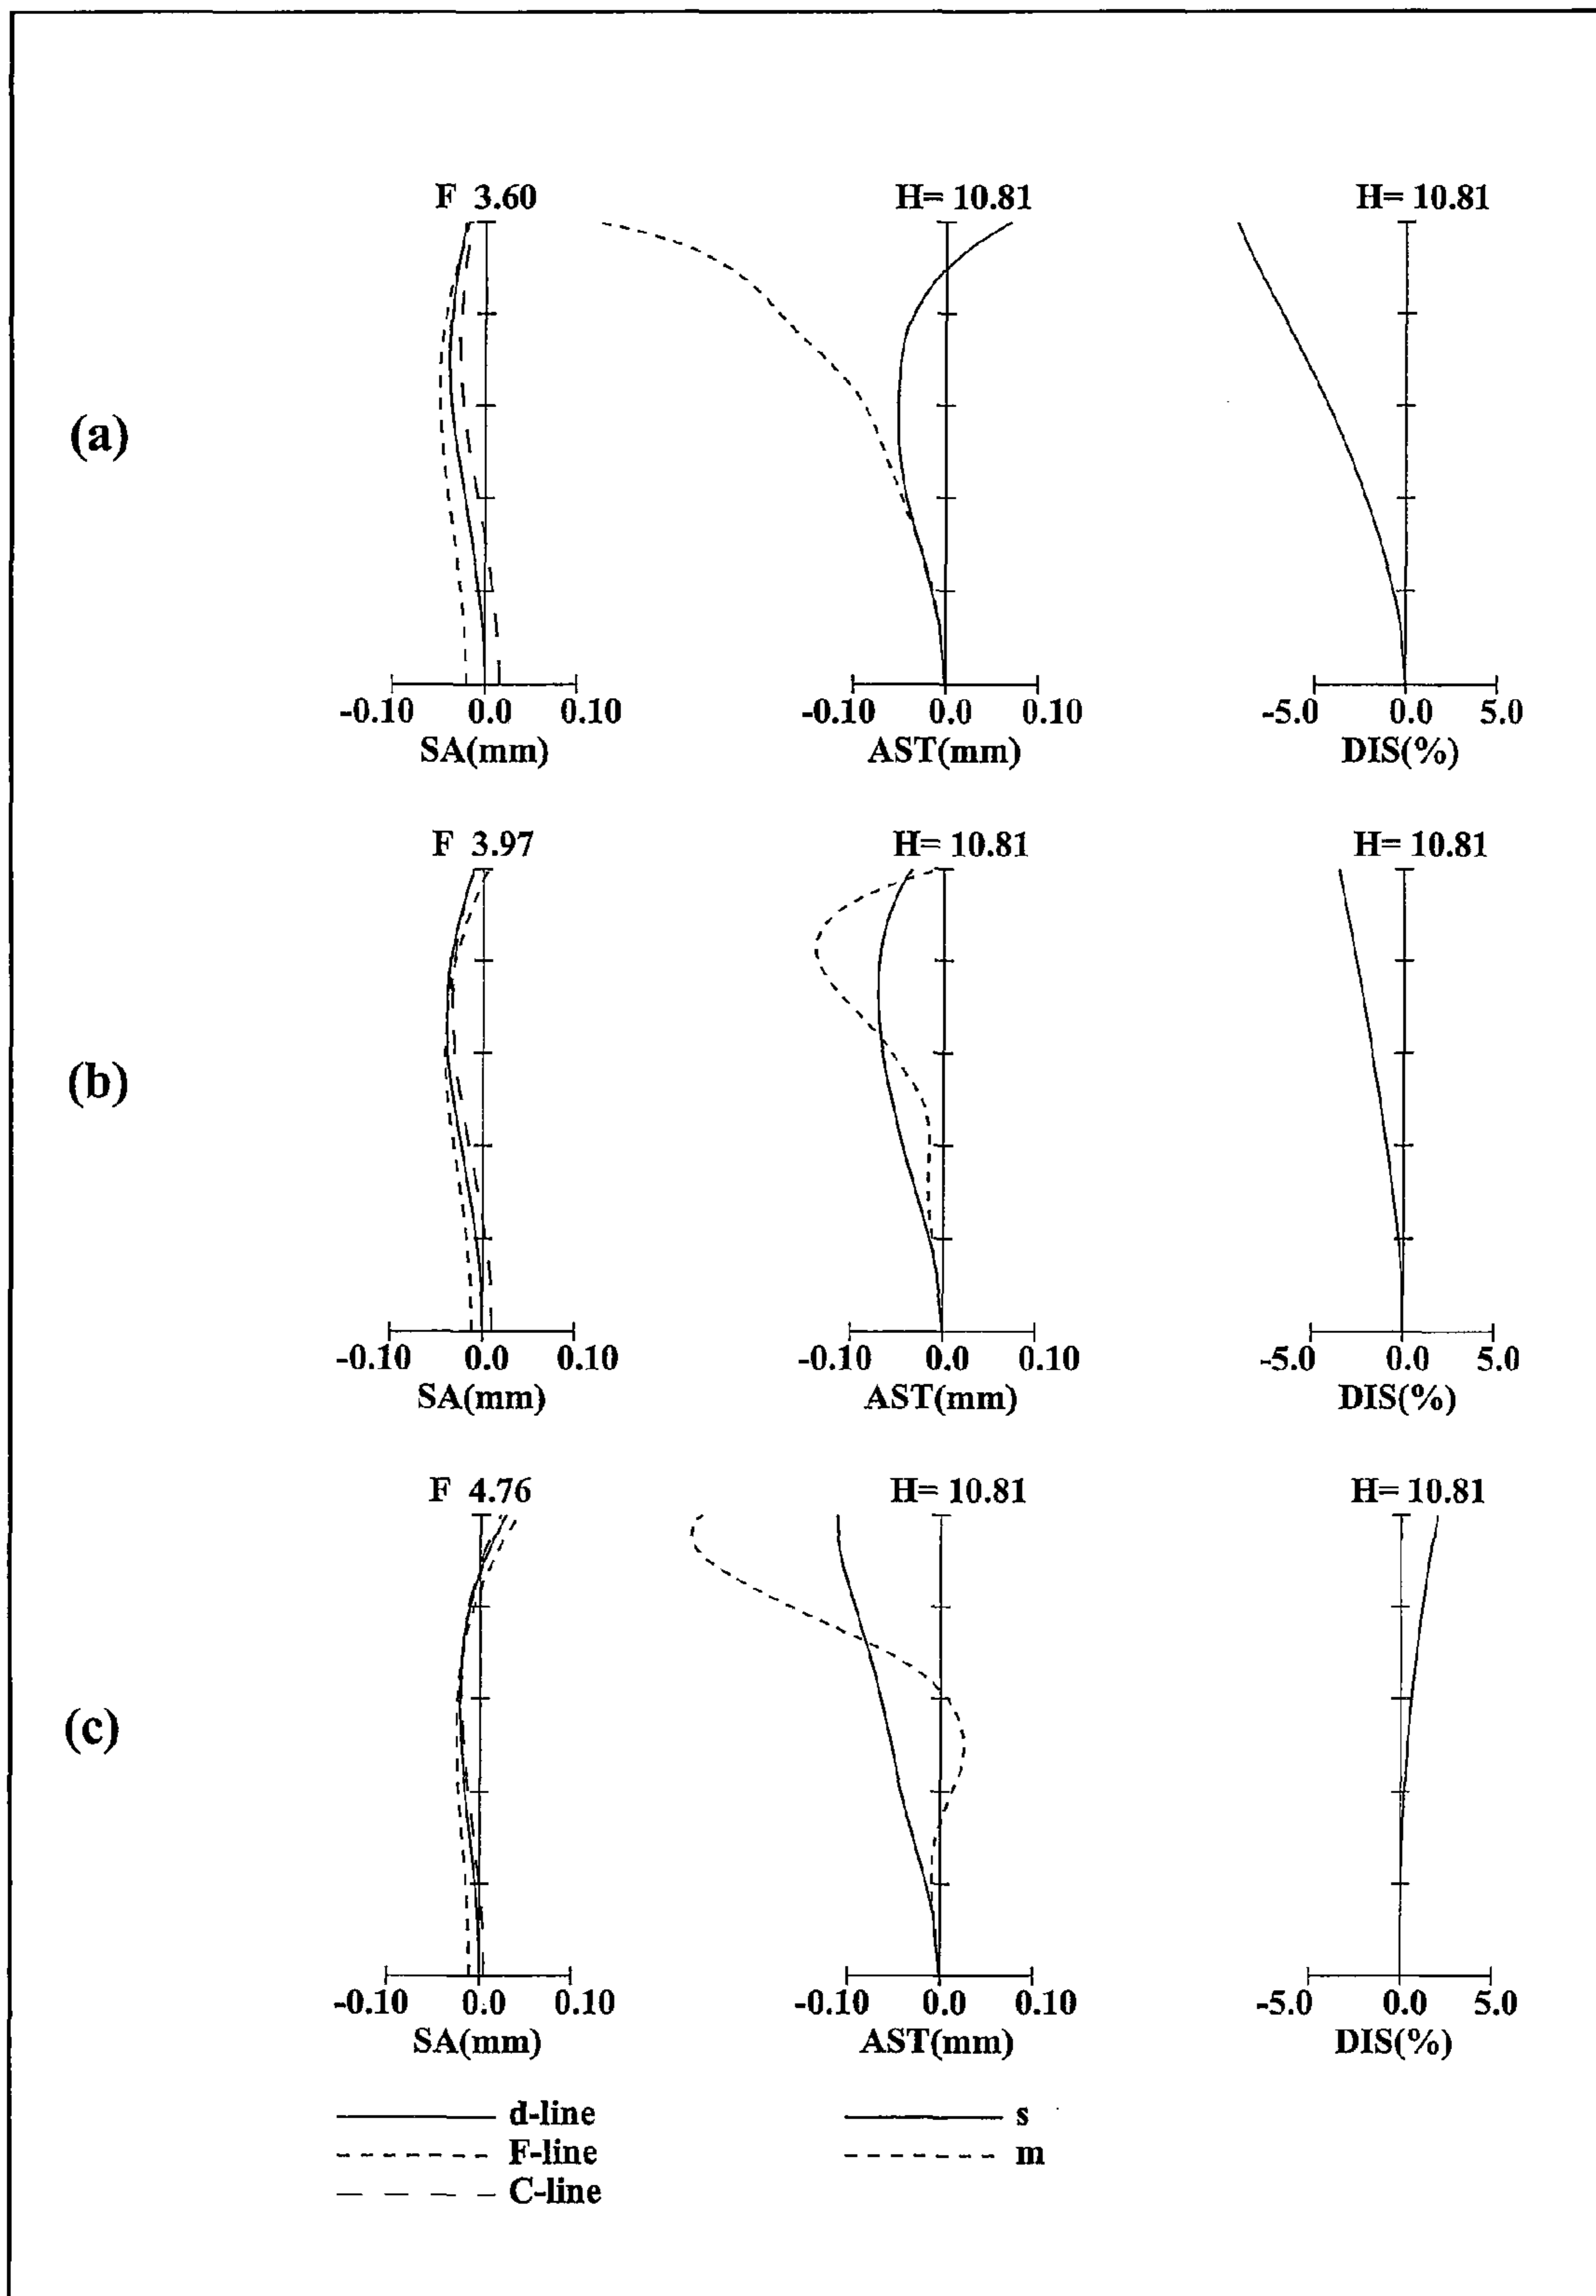 F 3.60 H= 10.81 H= 10.81
(a)
-0.10 0.0 0.10 -0.10 0.0 0.10 -5.0 0.0 5.0
SA(mm) AST(mm) DIS(%)
F 3.97 H= 10.81 H= 10.81
(b)
-0.10 0.0 0.10 -0.10 0.0 0.10 -5.0 0.0 5.0
SA(mm) AST(mm) DIS(%)
F 4.76 H= 10.81 H= 10.81
(c)
-0.10 0.0 0.10 -0.10 0.0 0.10 -5.0 0.0 5.0
SA(mm) AST(mm) DIS(%)
d-line s
F-line m
C-line